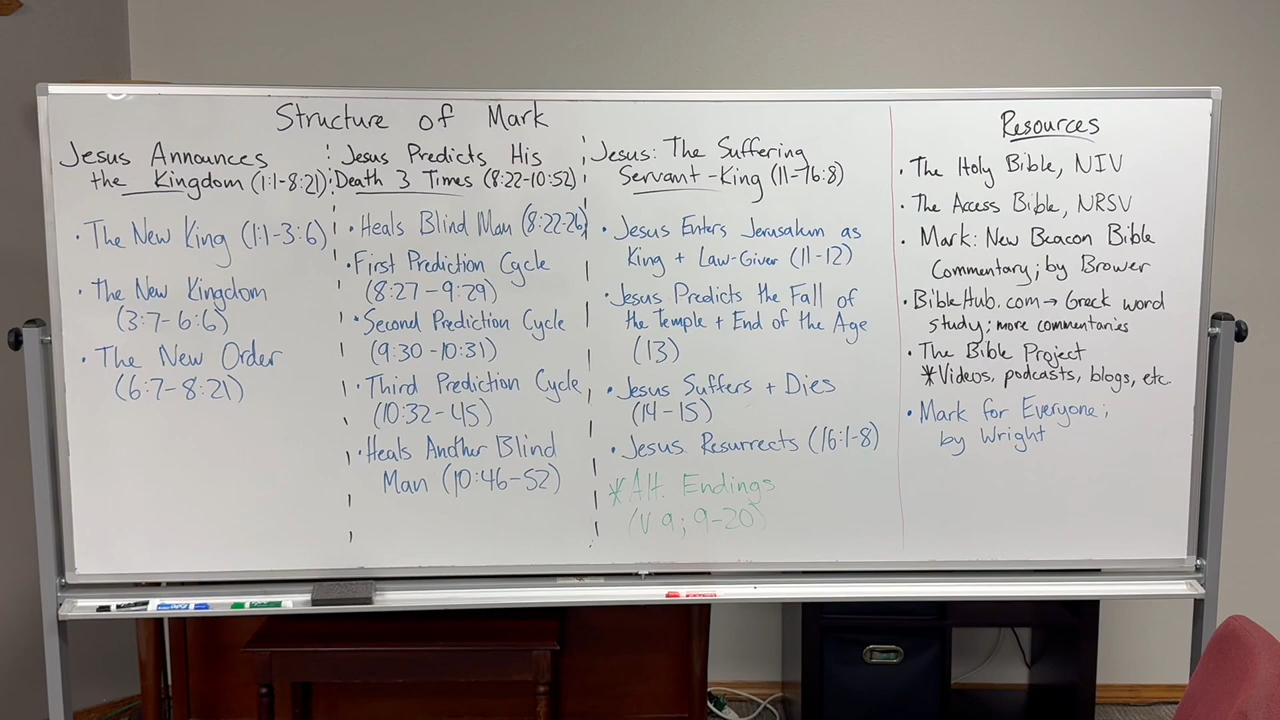 Structure of Mark
Jesus Announces
the Kingdom (1:1-8:21)
• The New King (1:1-3:6)
• The New Kingdom
(3:7-6:6)
• The New Order
(6:7-8:21)
Jesus Predicts His
Death 3 Times (8:22-10:52)
• Heals Blind Man (8:22-26)
• First Prediction Cycle
(8:27-9:29)
• Second Prediction Cycle
(9:30-10:31)
• Third Prediction Cycle
(10:32-45)
• Heals Another Blind
Man (10:46-52)
Jesus: The Suffering
Servant-King (11-16:8)
• Jesus Enters Jerusalem as
King + Law-Giver (11-12)
• Jesus Predicts the Fall of
the Temple + End of the Age
(13)
• Jesus Suffers + Dies
(14-15)
• Jesus Resurrects (16:1-8)
*Alt. Endings
(v 9; 9-20)
Resources
• The Holy Bible, NIV
• The Access Bible, NRSV
• Mark: New Beacon Bible
Commentary; by Brower
• BibleHub.com → Greek word
study; more commentaries
• The Bible Project
*Videos, podcasts, blogs, etc.
• Mark for Everyone;
by Wright